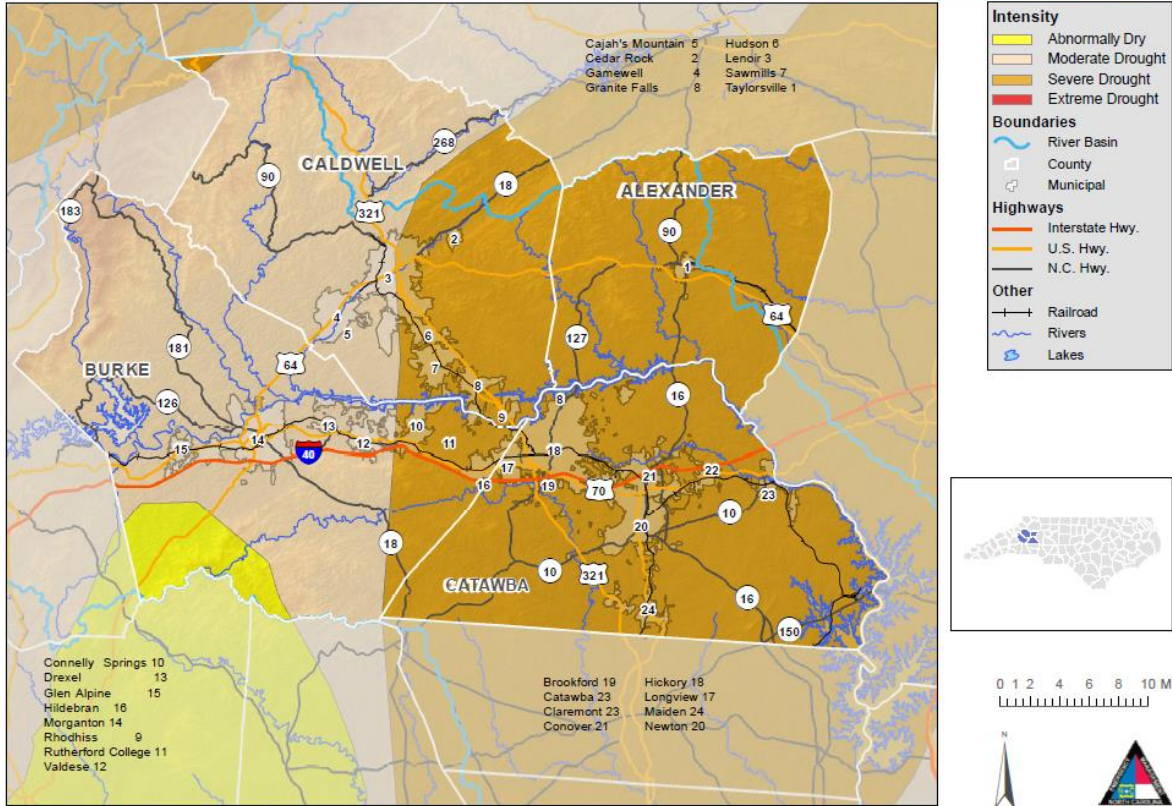 Cajah's Mountain 5 Hudson 6
Cedar Rock 2 Lenoir 3
Gamewell 4 Sawmills 7
Granite Falls 8 Taylorsville 1
CALDWELL
268
90
18
321
183
2
3
ALEXANDER
90
1
64
127
4
5
6
7
8
9
8
64
181
BURKE
126
16
15
14
13
12
10
11
40
18
17
16
19
70
21
22
23
20
10
18
10
321
CATAWBA
24
16
150
Connelly Springs 10
Drexel 13
Glen Alpine 15
Hildebran 16
Morganton 14
Rhodhiss 9
Rutherford College 11
Valdese 12
Brookford 19 Hickory 18
Catawba 23 Longview 17
Claremont 23 Maiden 24
Conover 21 Newton 20
Intensity
Abnormally Dry
Moderate Drought
Severe Drought
Extreme Drought
Boundaries
River Basin
County
Municipal
Highways
Interstate Hwy.
U.S. Hwy.
N.C. Hwy.
Other
Railroad
Rivers
Lakes
0 1 2 4 6 8 10 M
N
NORTH CAROLINA